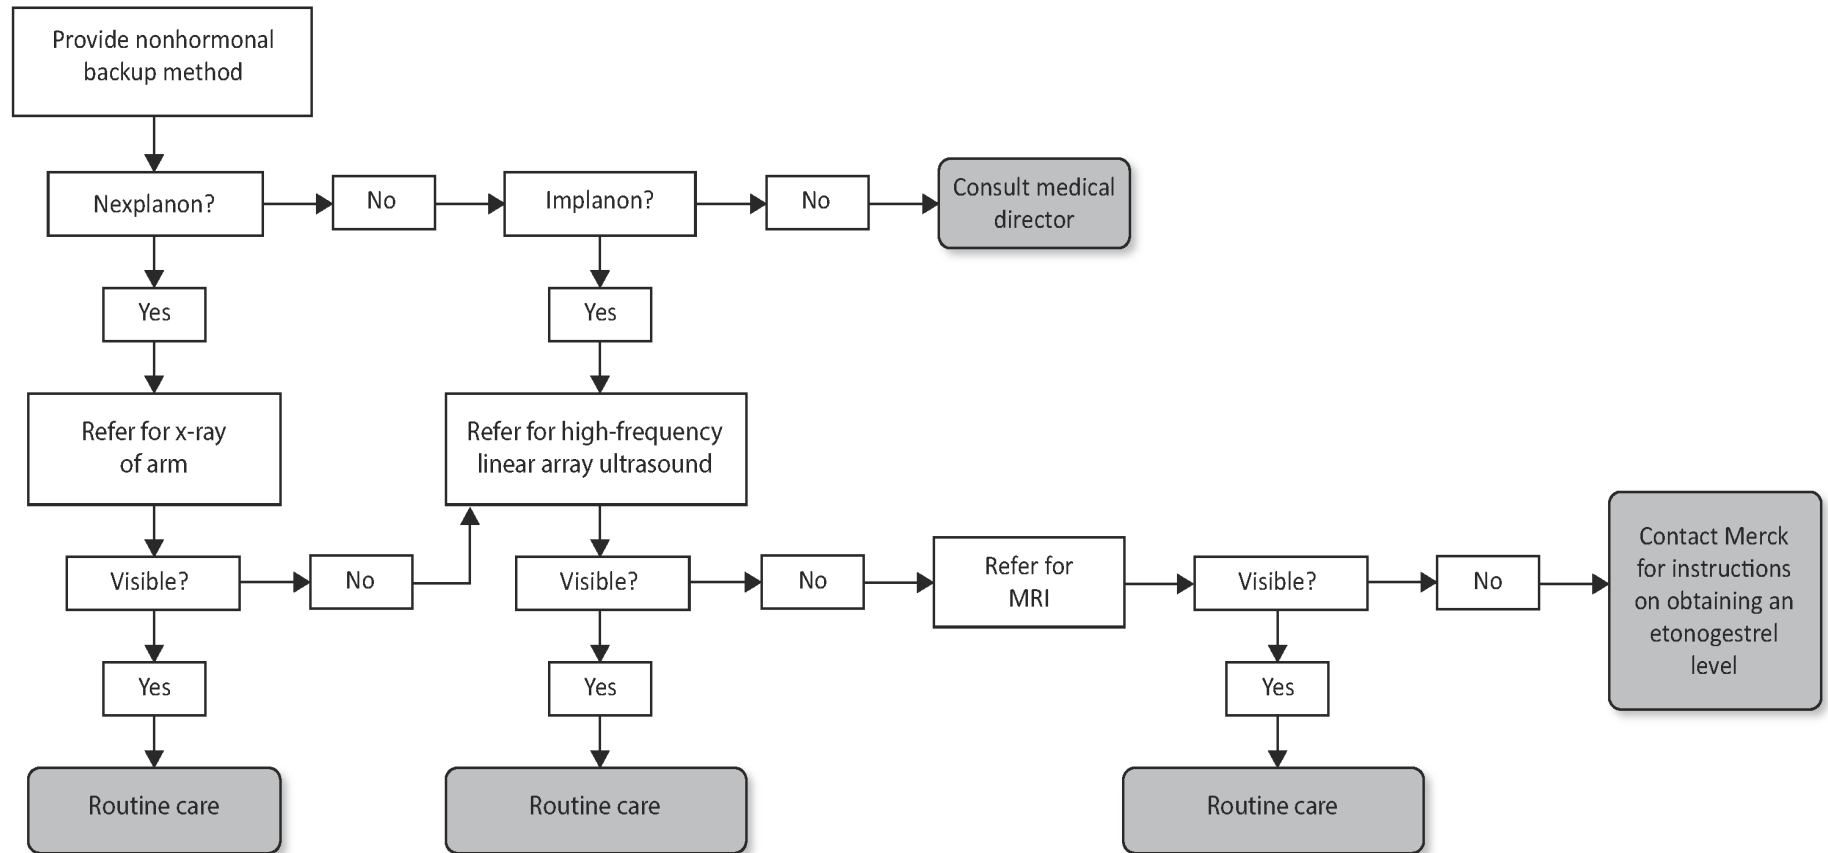 Provide nonhormonal
backup method
Nexplanon?
No
Implanon?
No
Consult medical
director
Yes
Yes
Refer for x-ray
of arm
Refer for high-frequency
linear array ultrasound
Visible?
No
Visible?
No
Refer for
MRI
Visible?
No
Contact Merck
for instructions
on obtaining an
etonogestrel
level
Yes
Yes
Yes
Routine care
Routine care
Routine care